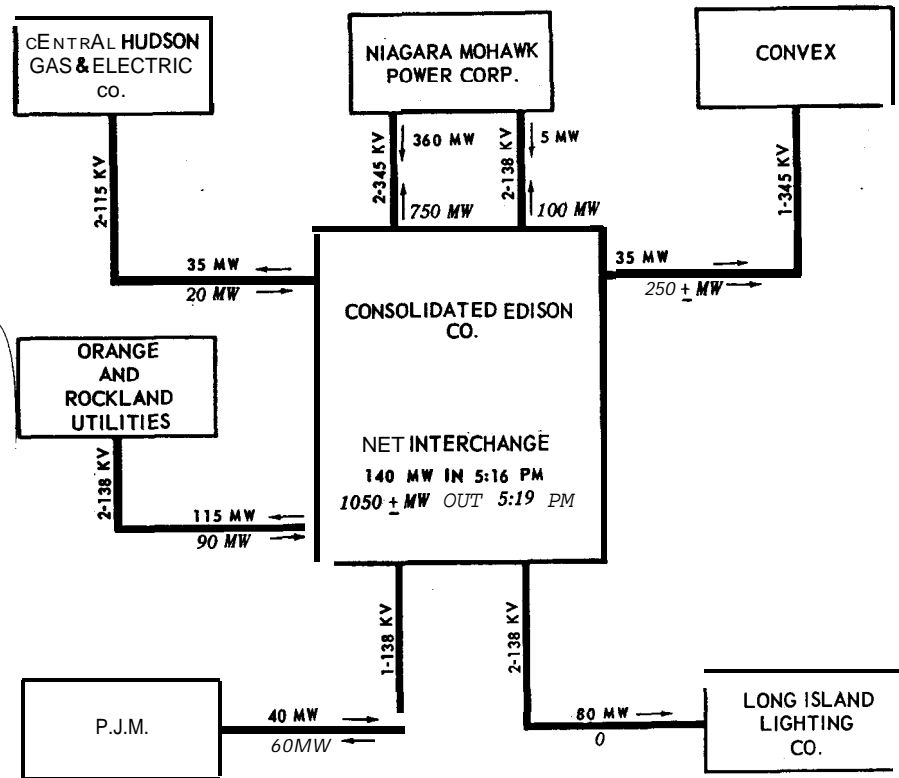 cENtrAl HUDSON
GAS & ELECTRIC
co.
NIAGARA MOHAWK
POWER CORP.
CONVEX
2-115 KV
2-345 KV
360 MW
750 MW
2-138 KV
5 MW
100 MW
1-345 KV
35 MW
20 MW
35 MW
250 ± MW
CONSOLIDATED EDISON
CO.
ORANGE
AND
ROCKLAND
UTILITIES
NET INTERCHANGE
140 MW IN 5:16 PM
1050 ± MW OUT 5:19 PM
2-138 KV
115 MW
90 MW
1-138 KV
2-138 KV
P.J.M.
40 MW
60MW
80 MW
0
LONG ISLAND
LIGHTING
CO.